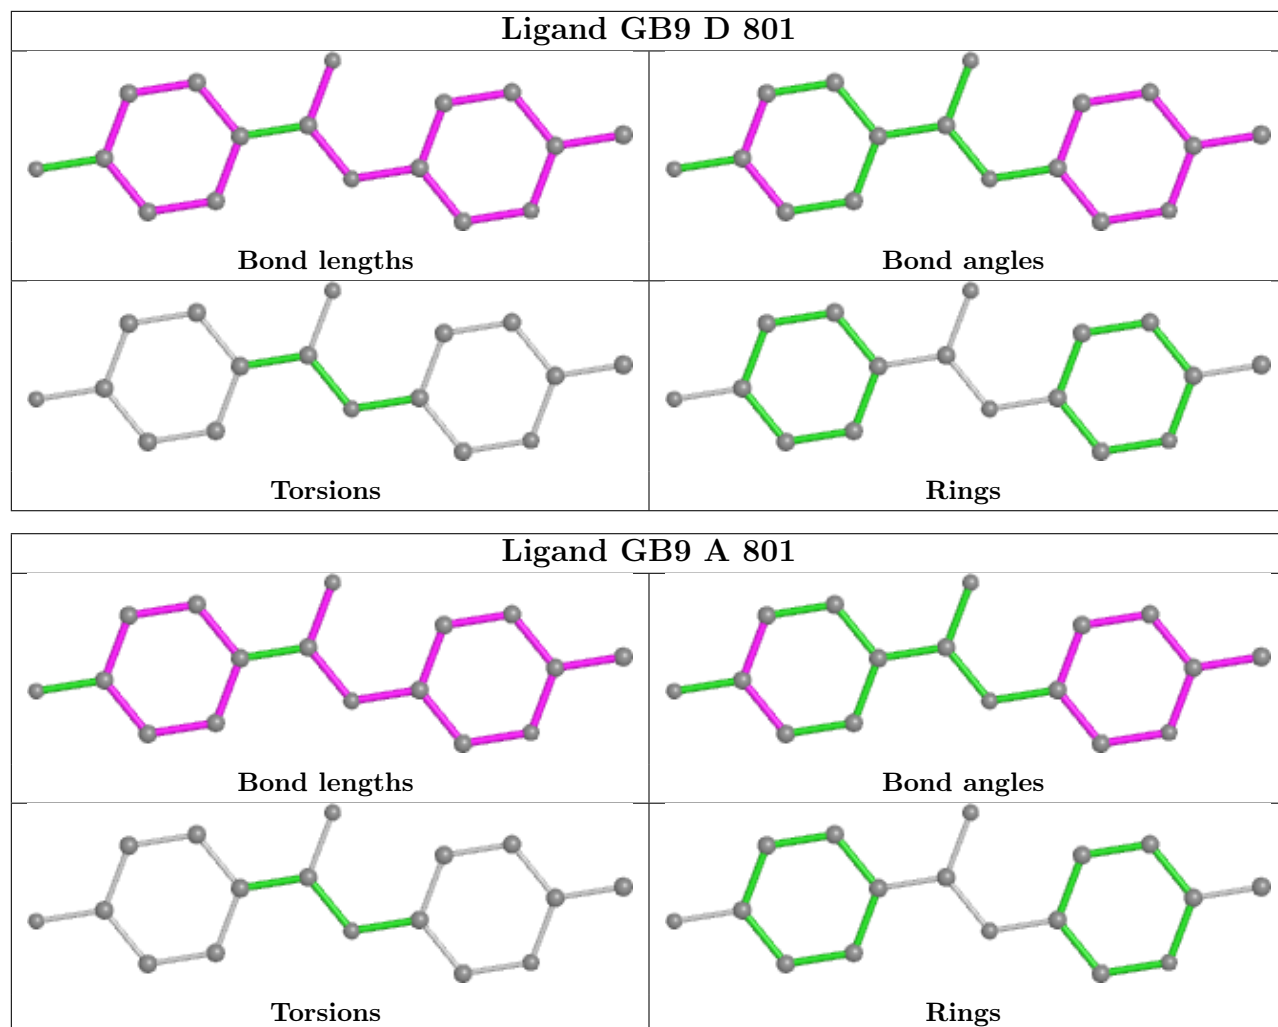 Ligand GB9 D 801
Bond lengths
Bond angles
Torsions
Rings
Ligand GB9 A 801
Bond lengths
Bond angles
Torsions
Rings